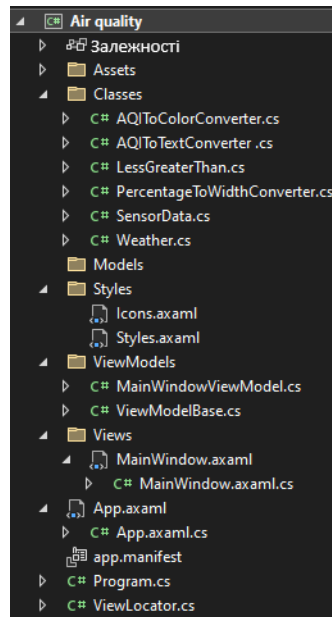 C# Air quality
Залежності
Assets
Classes
C# AQIToColorConverter.cs
C# AQIToTextConverter .cs
C# LessGreaterThan.cs
C# PercentageToWidthConverter.cs
C# SensorData.cs
C# Weather.cs
Models
Styles
Icons.axaml
Styles.axaml
ViewModels
C# MainWindowViewModel.cs
C# ViewModelBase.cs
Views
MainWindow.axaml
C# MainWindow.axaml.cs
App.axaml
C# App.axaml.cs
app.manifest
C# Program.cs
C# ViewLocator.cs